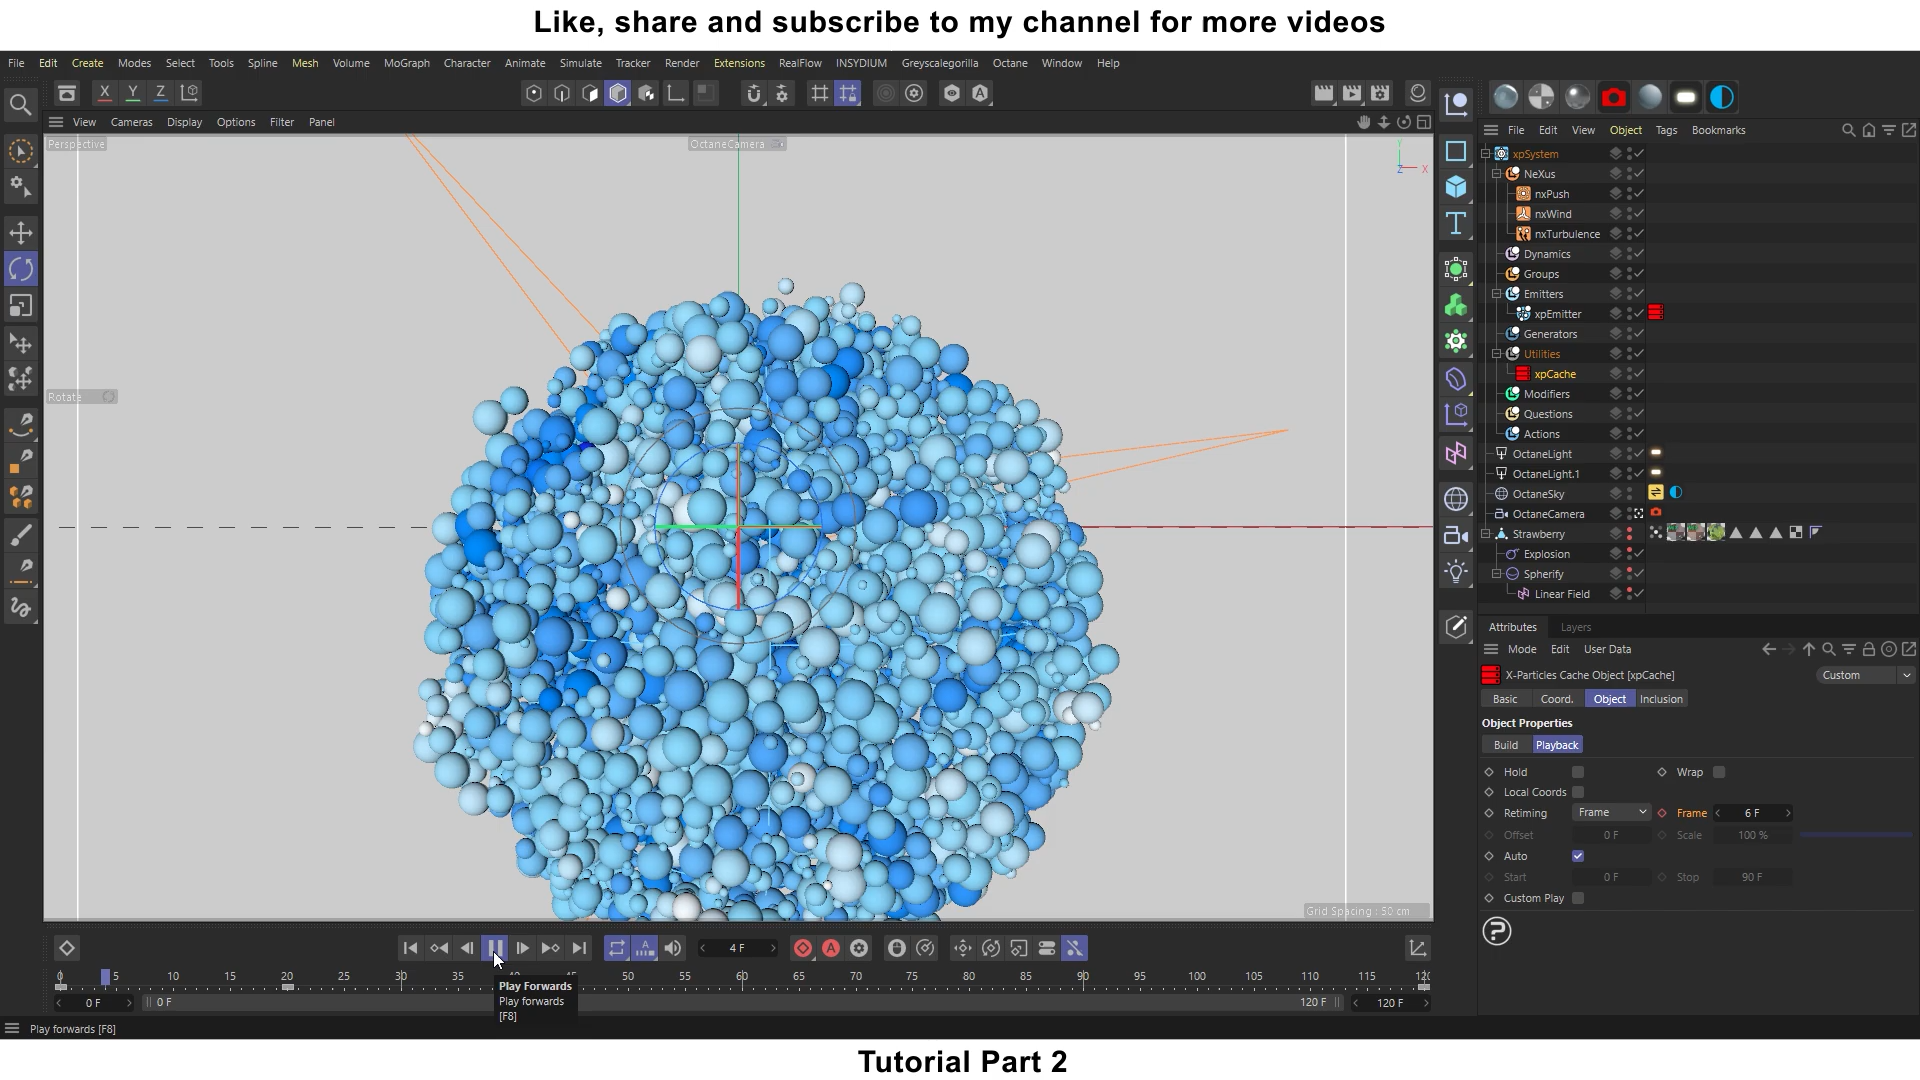 Like, share and subscribe to my channel for more videos
File Edit Create Modes Select Tools Spline Mesh Volume MoGraph Character Animate Simulate Tracker Render Extensions RealFlow INSYDIUM Greyscalegorilla Octane Window Help
X Y Z
View Cameras Display Options Filter Panel
Perspective
OctaneCamera
Y
Z X
Rotate
Grid Spacing : 50 cm
File Edit View Object Tags Bookmarks
xpSystem
NeXus
nxPush
nxWind
nxTurbulence
Dynamics
Groups
Emitters
xpEmitter
Generators
Utilities
xpCache
Modifiers
Questions
Actions
OctaneLight
OctaneLight.1
OctaneSky
OctaneCamera
Strawberry
Explosion
Spherify
Linear Field
Attributes Layers
Mode Edit User Data
X-Particles Cache Object [xpCache] Custom
Basic Coord. Object Inclusion
Object Properties
Build Playback
Hold Wrap
Local Coords
Retiming Frame Frame 6 F
Offset 0 F Scale 100 %
Auto
Start 0 F Stop 90 F
Custom Play
4 F
0 5 10 15 20 25 30 35 40 45 50 55 60 65 70 75 80 85 90 95 100 105 110 115 120
0 F 0 F 120 F 120 F
Play Forwards
Play forwards
[F8]
Play forwards [F8]
Tutorial Part 2